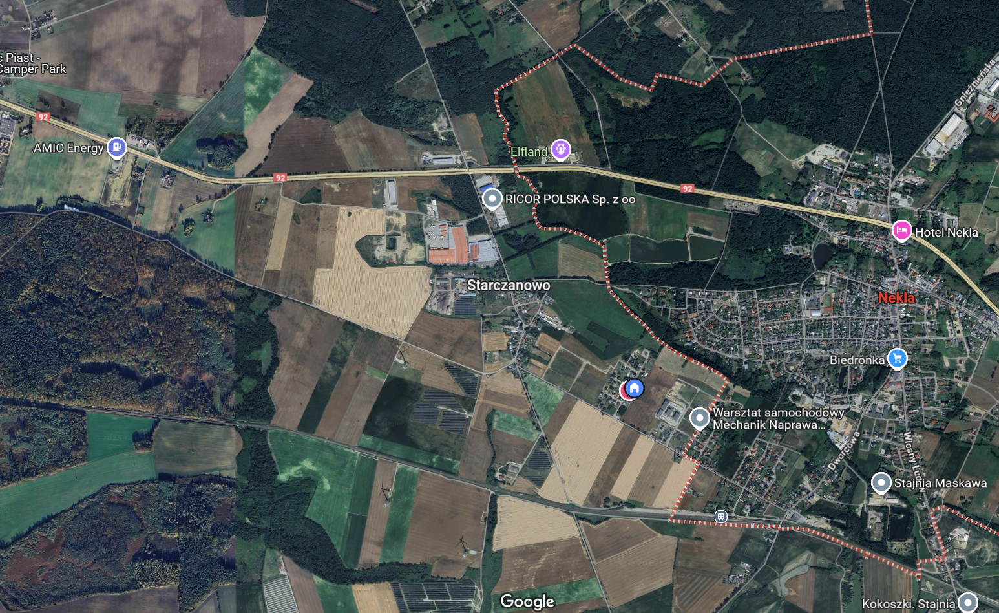 c Piast -
Camper Park
Gnieźnieńska
92
AMIC Energy
Elfland
92
92
RICOR POLSKA Sp. z oo
Hotel Nekla
Starczanowo
Nekla
Biedronka
Warsztat samochodowy
Mechanik Naprawa...
Dworcowa
Wiosny Ludów
Stajnia Maskawa
Google
Kokoszki. Stajnia